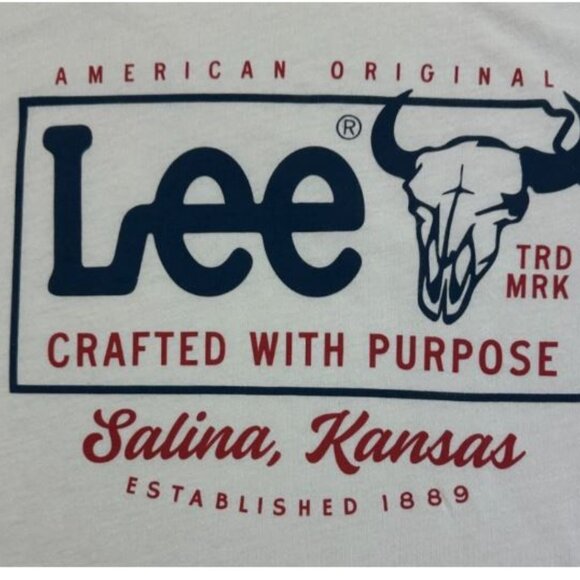 AMERICAN ORIGINAL
Lee®
TRD
MRK
CRAFTED WITH PURPOSE
Salina, Kansas
ESTABLISHED 1889